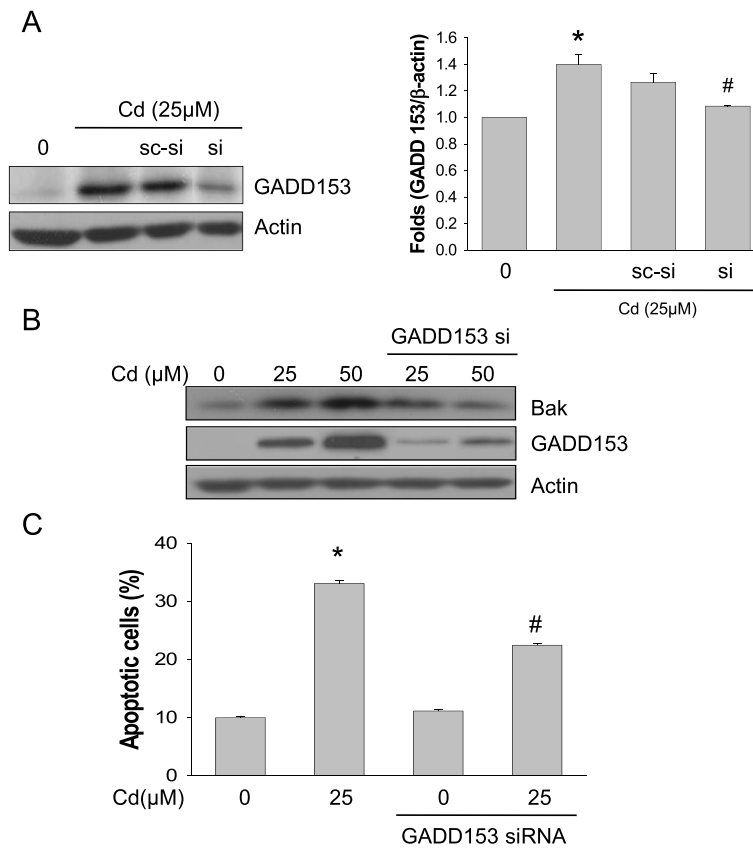 A
Cd (25µM)
0 sc-si si
GADD153
Actin
Folds (GADD 153/β-actin)
1.6
1.4
1.2
1.0
0.8
0.6
0.4
0.2
0.0
*
#
0 sc-si si
Cd (25µM)
B
GADD153 si
Cd (µM) 0 25 50 25 50
Bak
GADD153
Actin
C
Apoptotic cells (%)
40
30
20
10
0
*
#
Cd(µM) 0 25 0 25
GADD153 siRNA